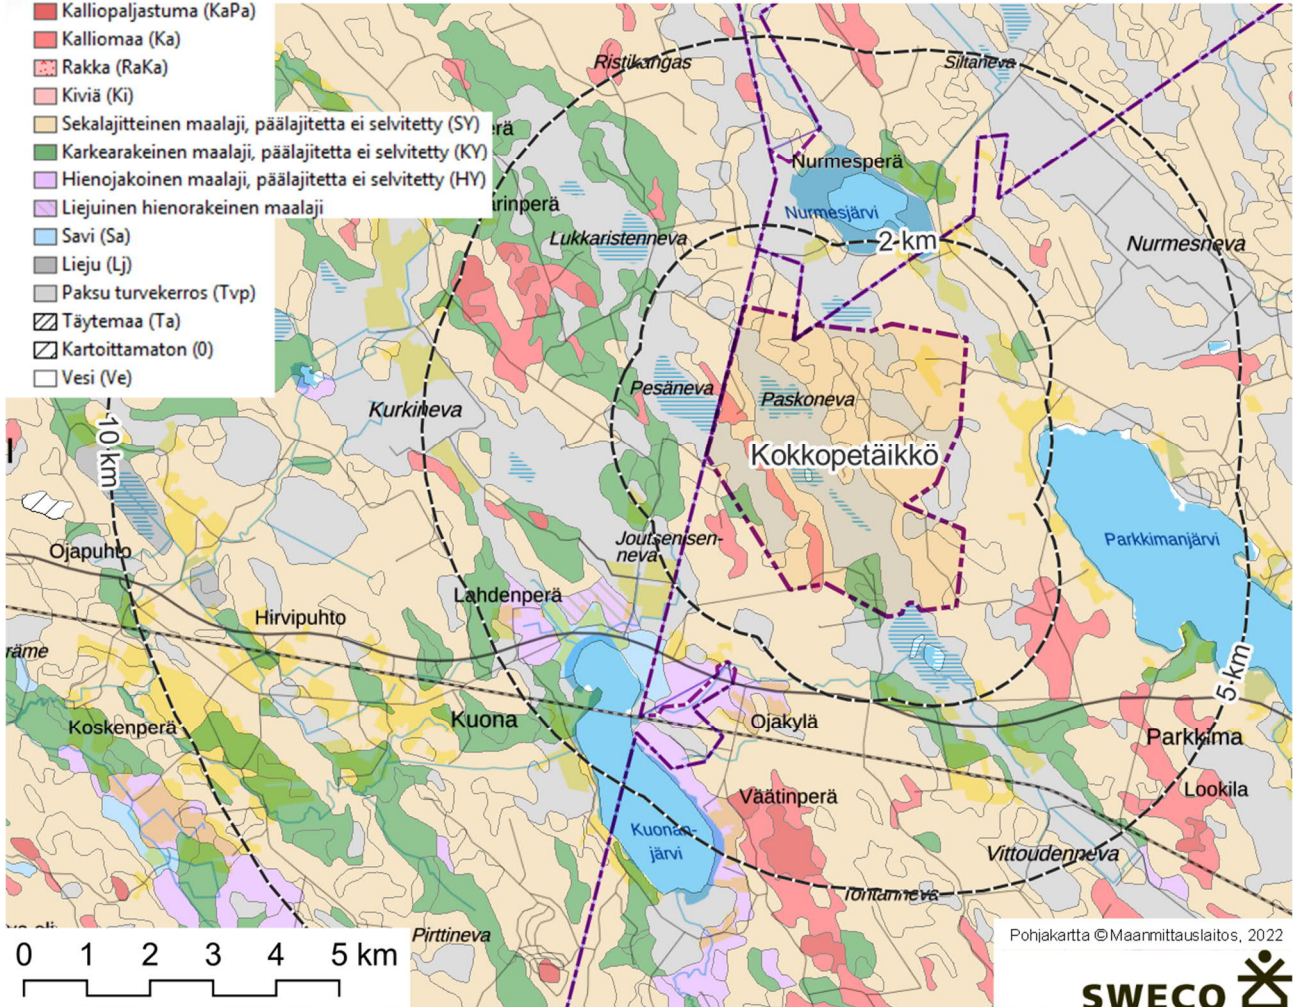 Kalliopaljastuma (KaPa)
Kalliomaa (Ka)
Rakka (RaKa)
Kiviä (Ki)
Sekalajitteinen maalaji, päälajitetta ei selvitetty (SY)
Karkearakeinen maalaji, päälajitetta ei selvitetty (KY)
Hienojakoinen maalaji, päälajitetta ei selvitetty (HY)
Liejuinen hienorakeinen maalaji
Savi (Sa)
Lieju (Lj)
Paksu turvekerros (Tvp)
Täytemaa (Ta)
Kartoittamaton (0)
Vesi (Ve)
Ristikangas
Siltaneva
erä
Nurmesperä
arinperä
Nurmesjärvi
Lukkaristenneva
2 km
Nurmesneva
Pesäneva
Paskoneva
Kurkineva
10 km
Kokkopetäikkö
Ojapuhto
Joutsenisen-
neva
Parkkimanjärvi
Lahdenperä
Hirvipuhto
räme
5 km
Koskenperä
Kuona
Ojakylä
Parkkima
Väätinperä
Lookila
Kuonan-
järvi
Vittoudenneva
Tontanneva
Pirttineva
0 1 2 3 4 5 km
Pohjakartta © Maanmittauslaitos, 2022
SWECO